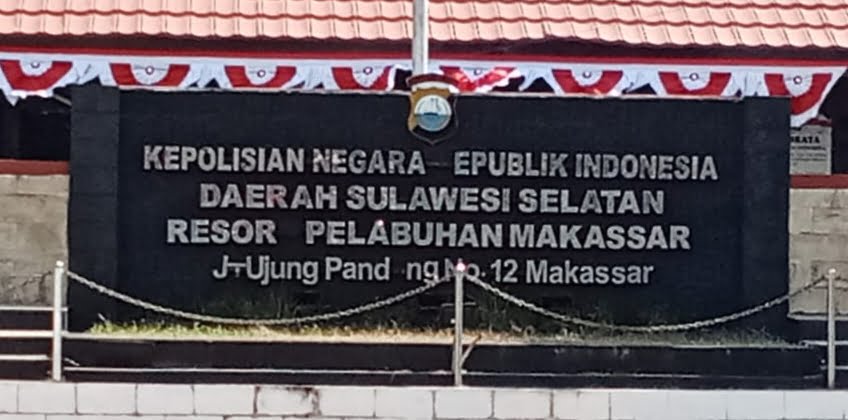 KEPOLISIAN NEGARA EPUBLIK INDONESIA
DAERAH SULAWESI SELATAN
RESOR PELABUHAN MAKASSAR
J Ujung Pand ng No. 12 Makassar